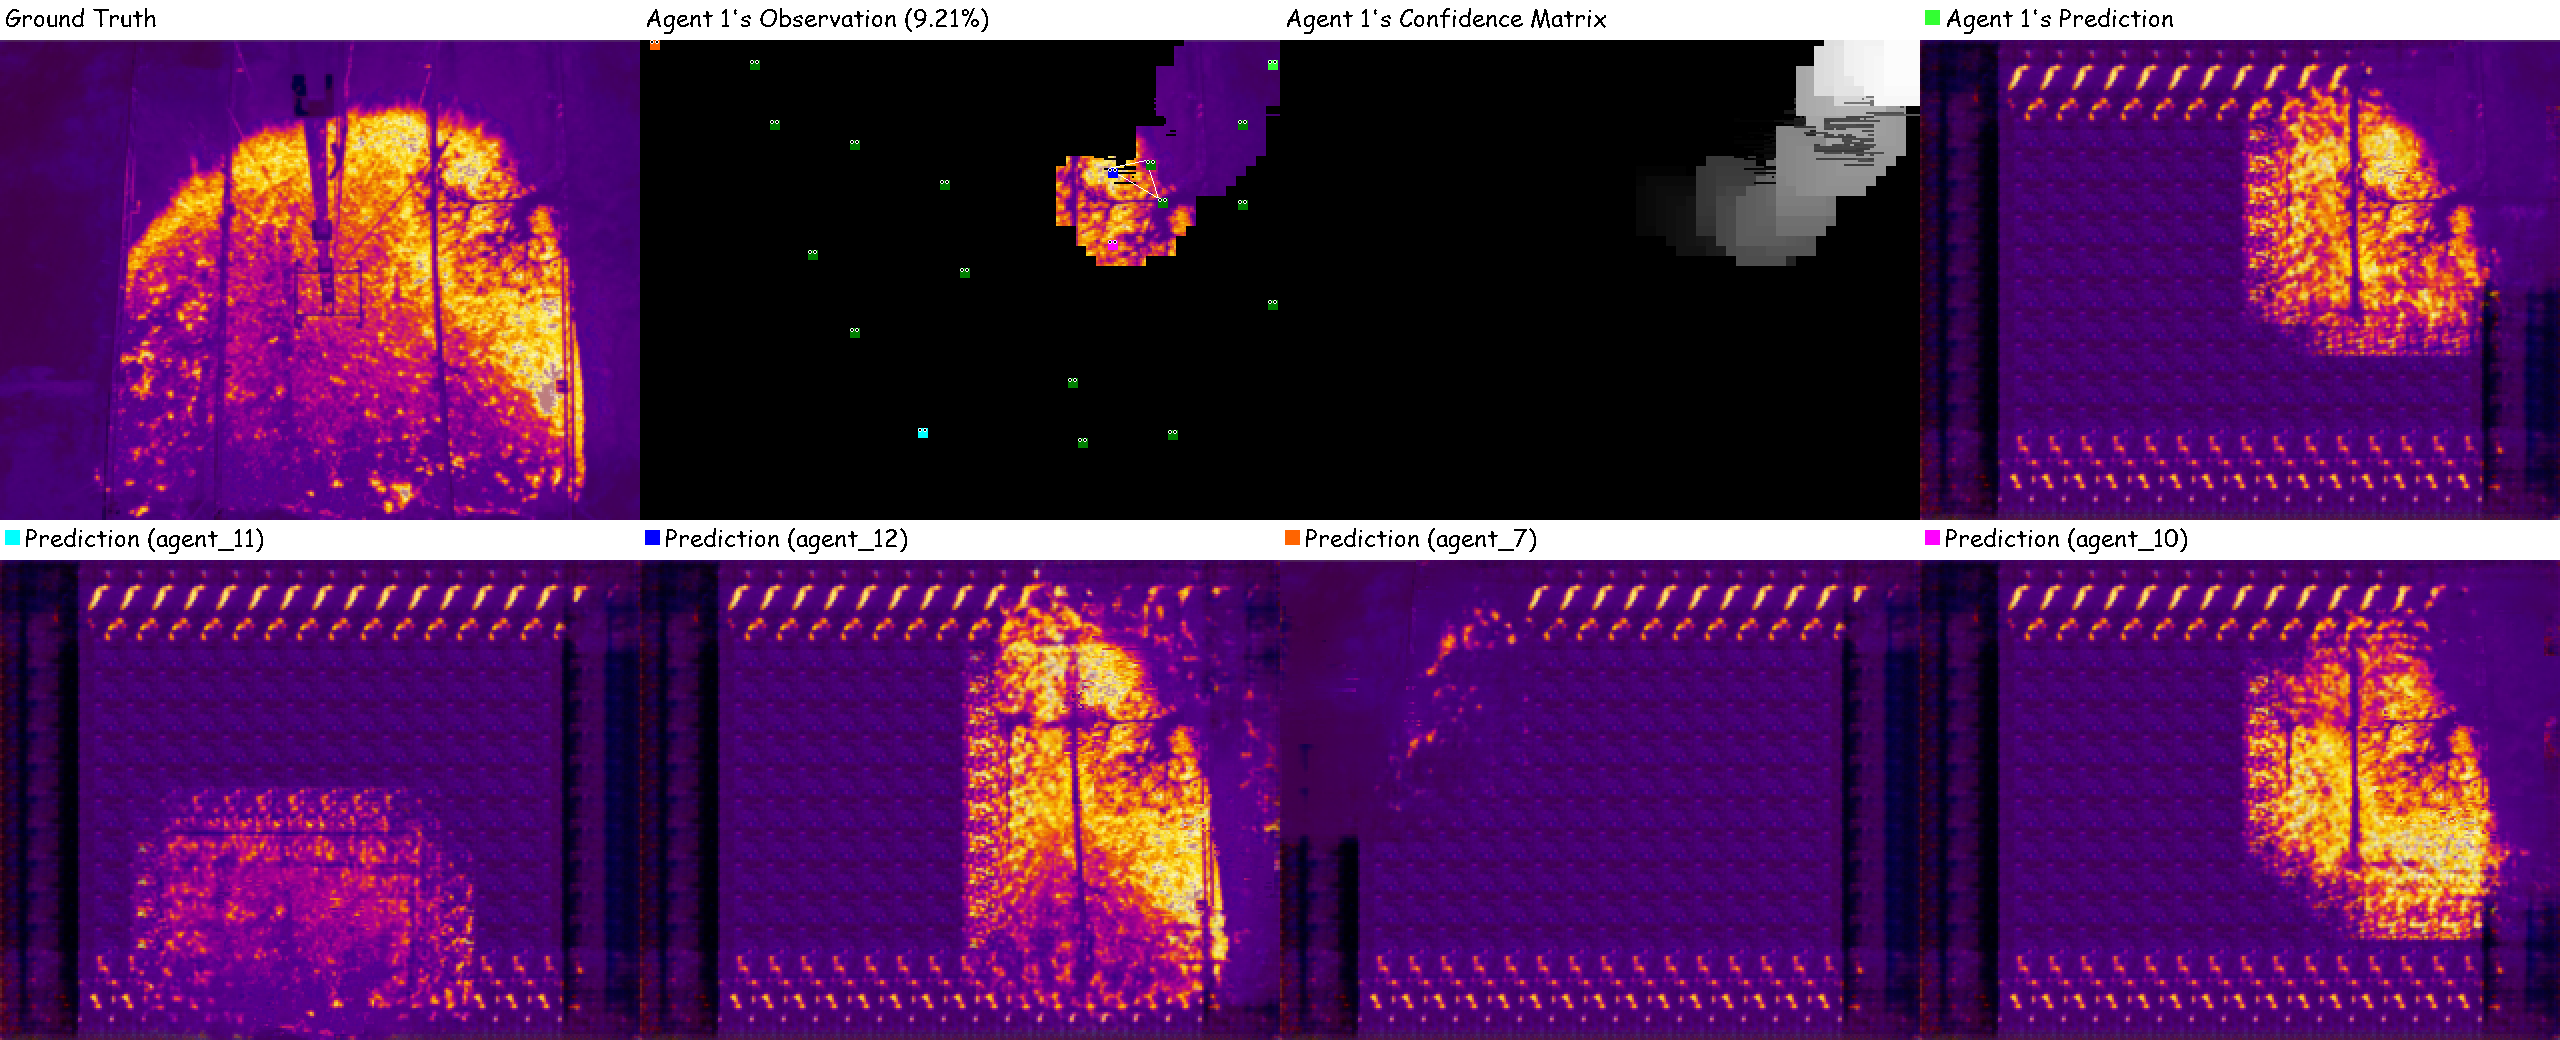 Ground Truth
Agent 1's Observation (9.21%)
Agent 1's Confidence Matrix
Agent 1's Prediction
Prediction (agent_11)
Prediction (agent_12)
Prediction (agent_7)
Prediction (agent_10)